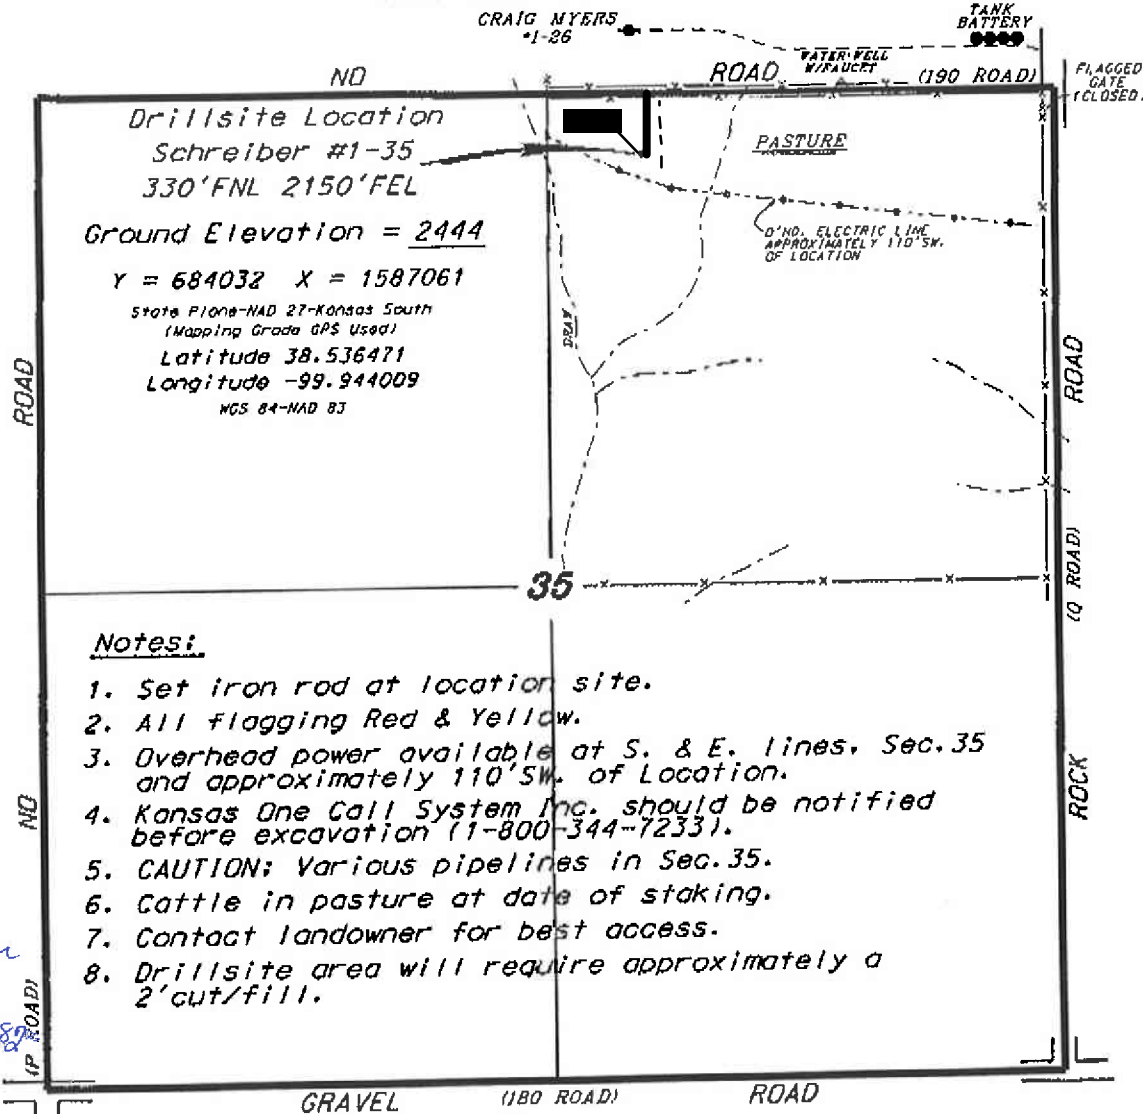 CRAIG MYERS
#1-26
TANK
BATTERY
WATER WELL
W/FAUCET
NO
ROAD
(190 ROAD)
FLAGGED
GATE
(CLOSED)
Drillsite Location
Schreiber #1-35
330'FNL 2150'FEL
PASTURE
Ground Elevation = 2444
O'HD. ELECTRIC LINE
APPROXIMATELY 110'SW.
OF LOCATION
Y = 684032 X = 1587061
State Plane-NAD 27-Kansas South
(Mapping Grade GPS Used)
Latitude 38.536471
Longitude -99.944009
WGS 84-NAD 83
DRAW
ROAD
ROAD
35
(Q ROAD)
Notes:
1. Set iron rod at location site.
2. All flagging Red & Yellow.
3. Overhead power available at S. & E. lines, Sec.35
and approximately 110'SW. of Location.
4. Kansas One Call System Inc. should be notified
before excavation (1-800-344-7233).
5. CAUTION: Various pipelines in Sec.35.
6. Cattle in pasture at date of staking.
7. Contact landowner for best access.
8. Drillsite area will require approximately a
2'cut/fill.
NO
ROCK
(P ROAD)
GRAVEL
(180 ROAD)
ROAD